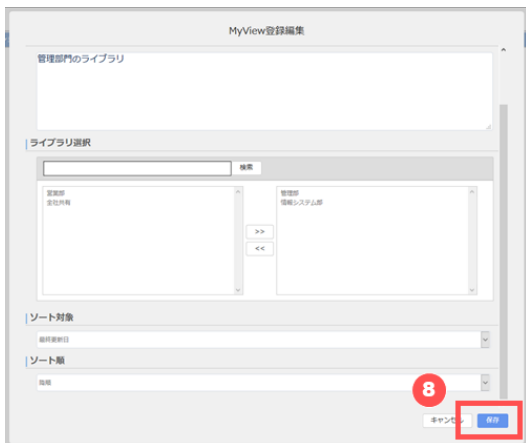 MyView登録編集
管理部門のライブラリ
ライブラリ選択
検索
営業部
全社共有
>>
<<
管理部
情報システム部
ソート対象
最終更新日
ソート順
降順
8
キャンセル
保存